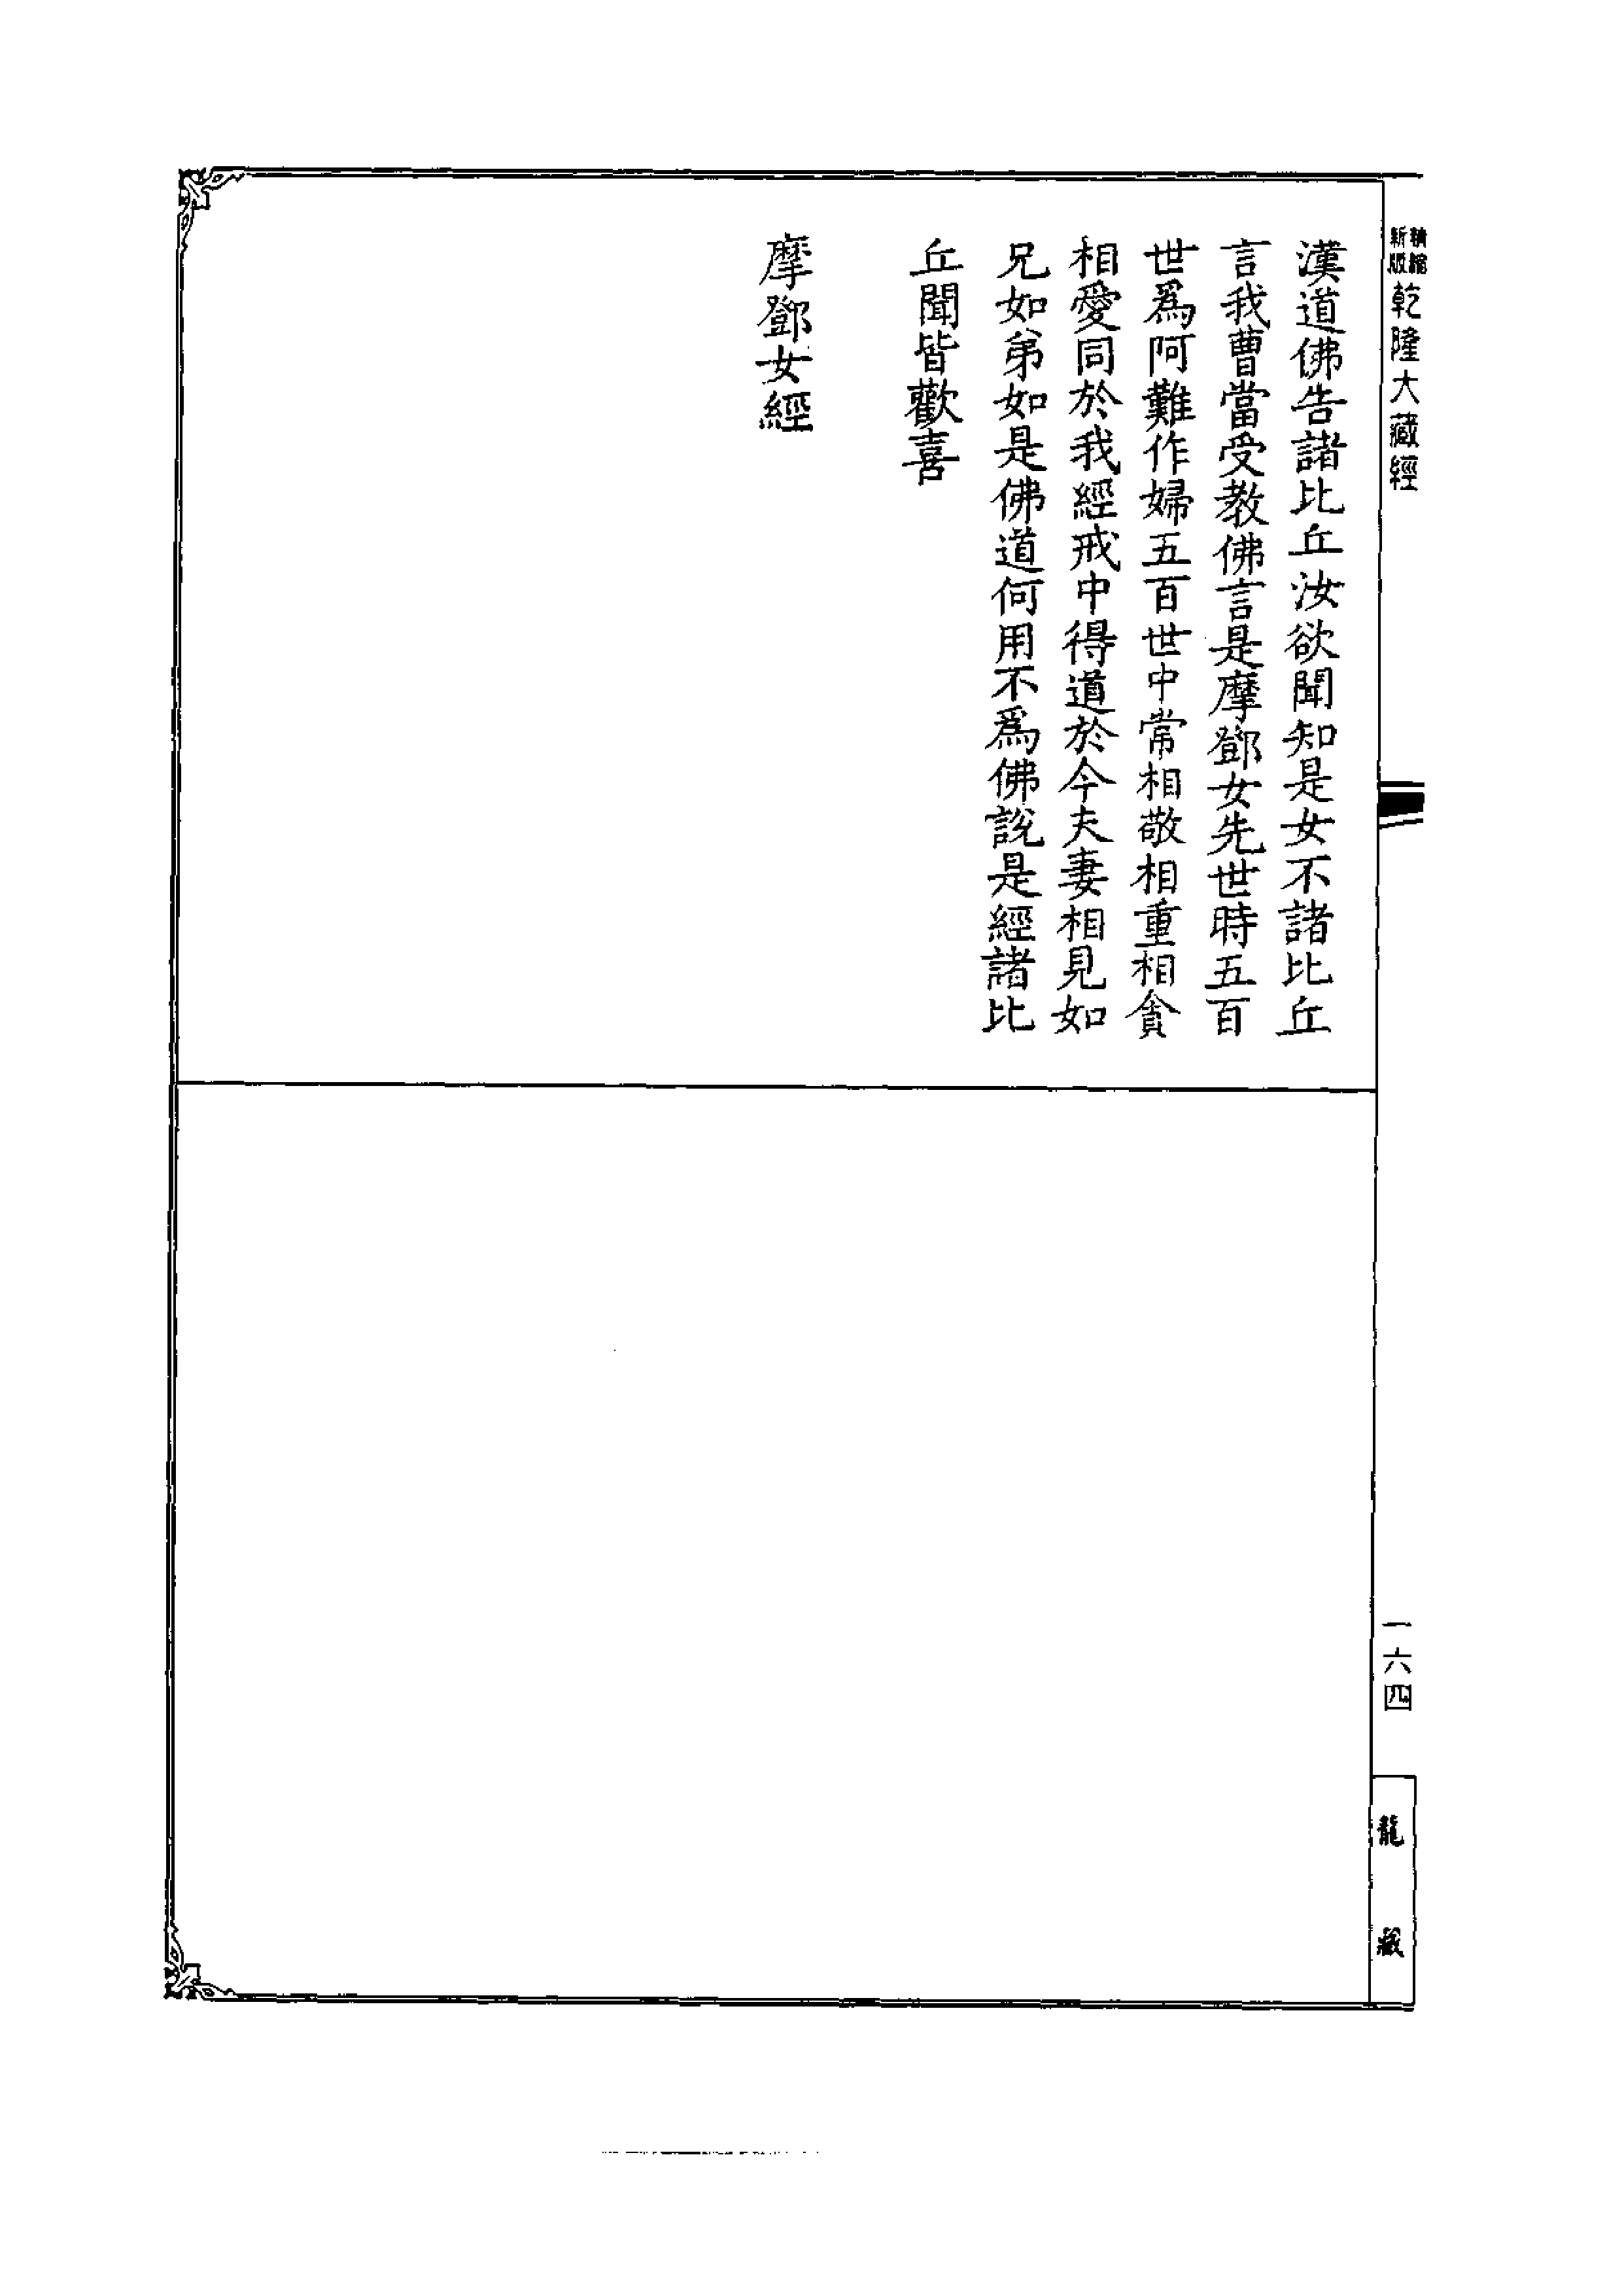 精縮新版乾隆大藏經
漢道佛告諸比丘汝欲聞知是女不諸比丘
言我曹當受教佛言是摩鄧女先世時五百
世爲阿難作婦五百世中常相敬相重相貪
相愛同於我經戒中得道於今夫妻相見如
兄如弟如是佛道何用不爲佛說是經諸比
丘聞皆歡喜
摩鄧女經
一六四
龍藏